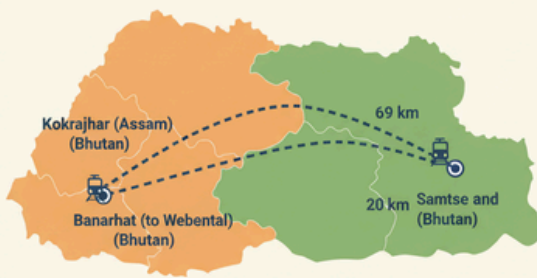 69 km
Kokrajhar (Assam)
(Bhutan)
Banarhat (to Webental)
(Bhutan)
20 km
Samtse and
(Bhutan)